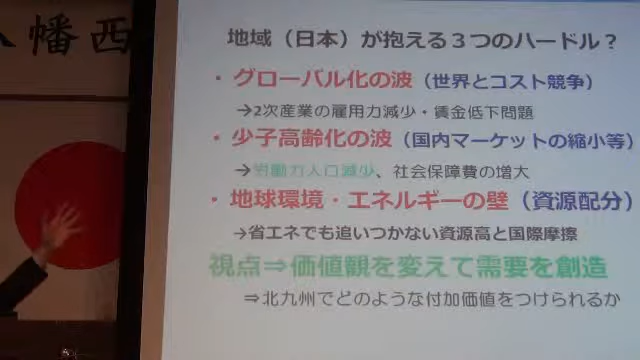 八幡西
地域（日本）が抱える３つのハードル？
・グローバル化の波（世界とコスト競争）
→2次産業の雇用力減少・賃金低下問題
・少子高齢化の波（国内マーケットの縮小等）
→労働力人口減少、社会保障費の増大
・地球環境・エネルギーの壁（資源配分）
→省エネでも追いつかない資源高と国際摩擦
視点⇒価値観を変えて需要を創造
⇒北九州でどのような付加価値をつけられるか